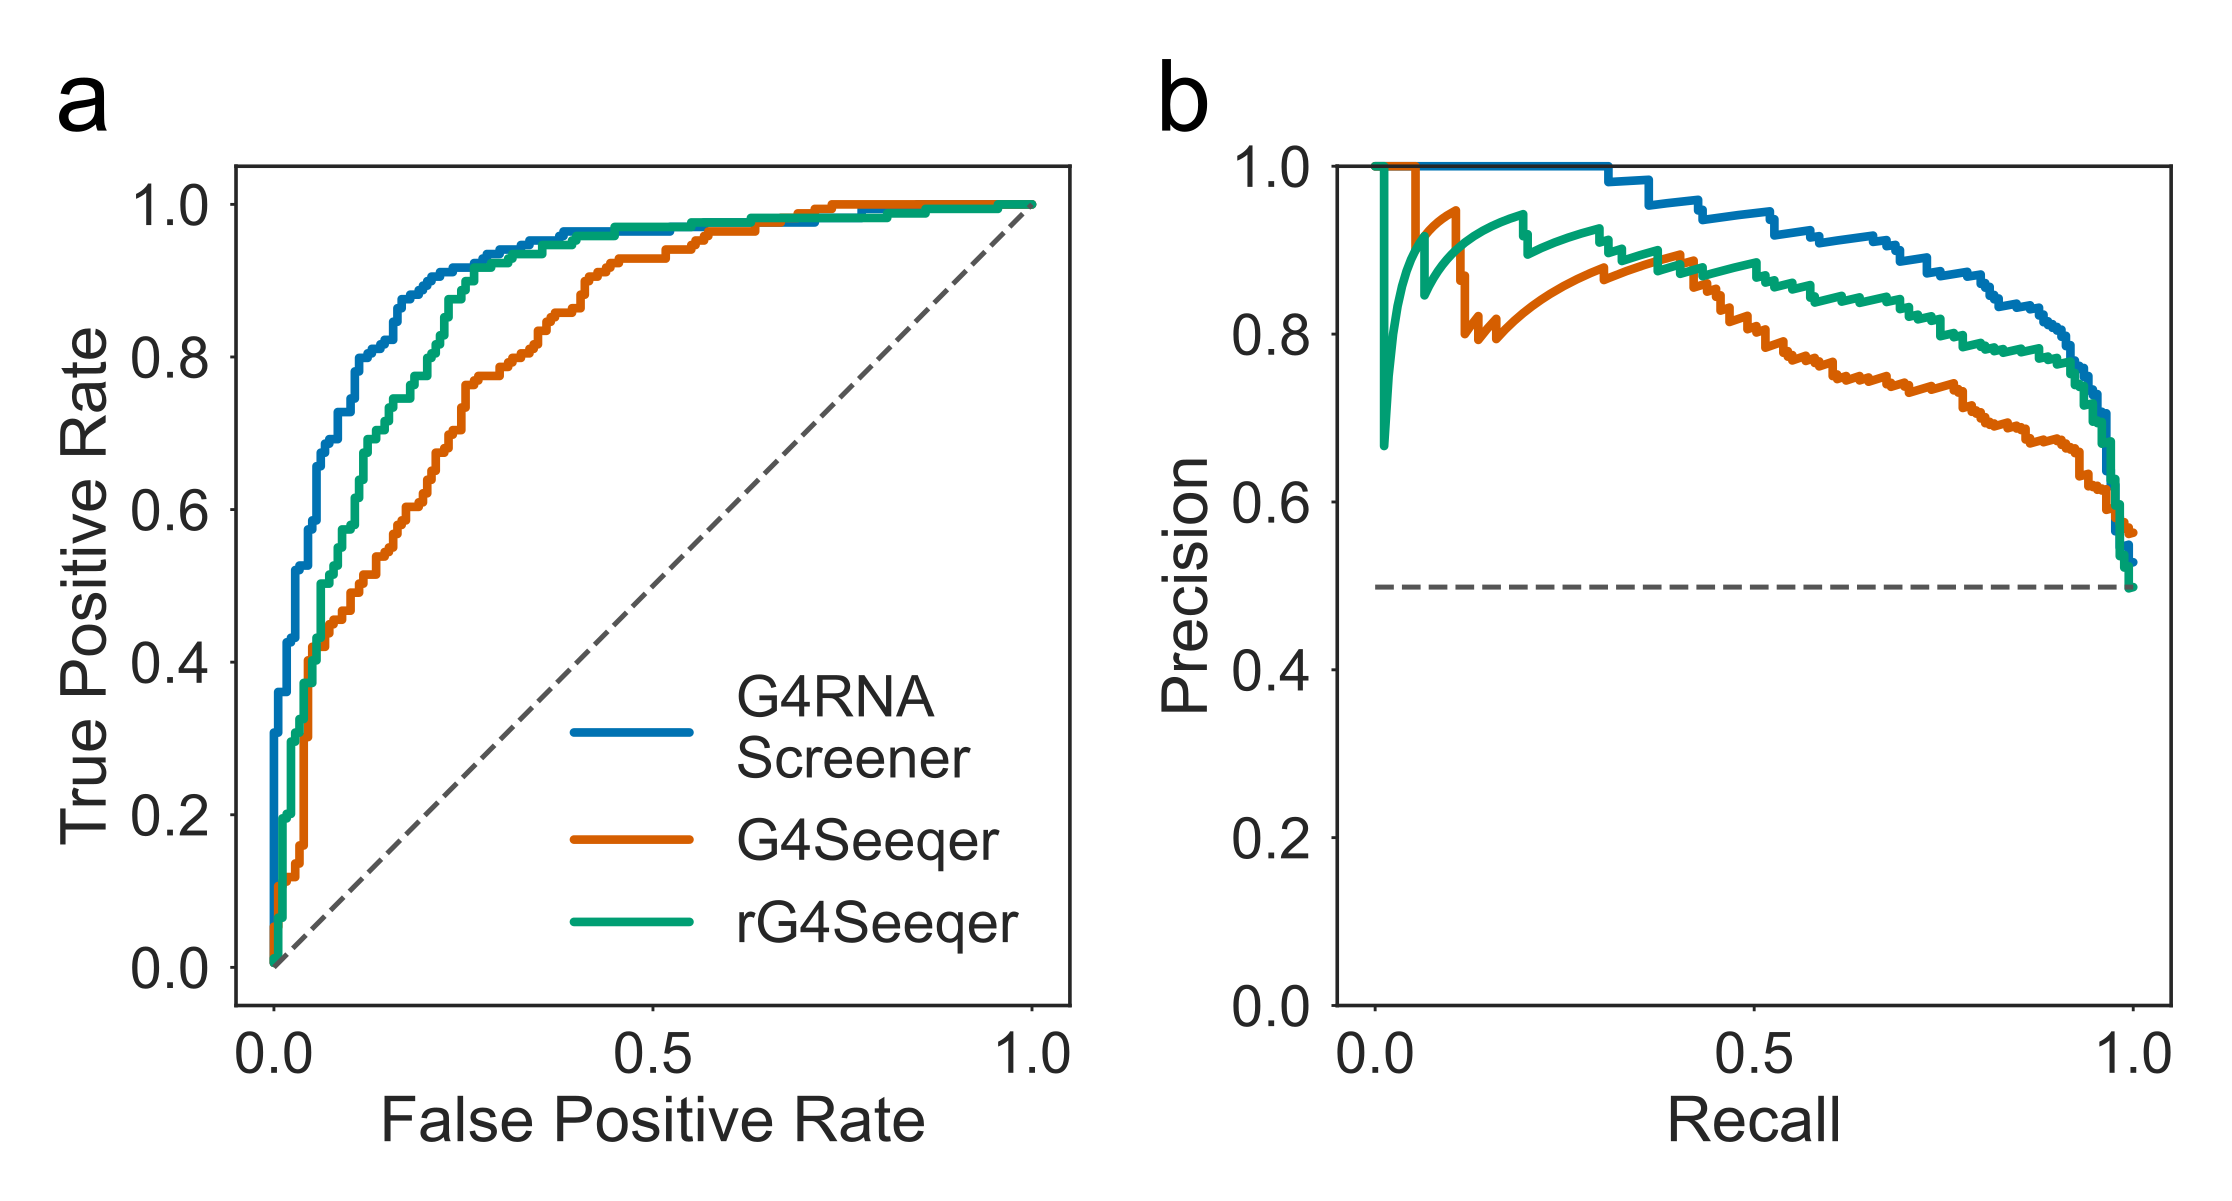 a
1.0
0.8
0.6
0.4
0.2
0.0
True Positive Rate
0.0 0.5 1.0
False Positive Rate
G4RNA
Screener
G4Seeqer
rG4Seeqer
b
1.0
0.8
0.6
0.4
0.2
0.0
Precision
0.0 0.5 1.0
Recall